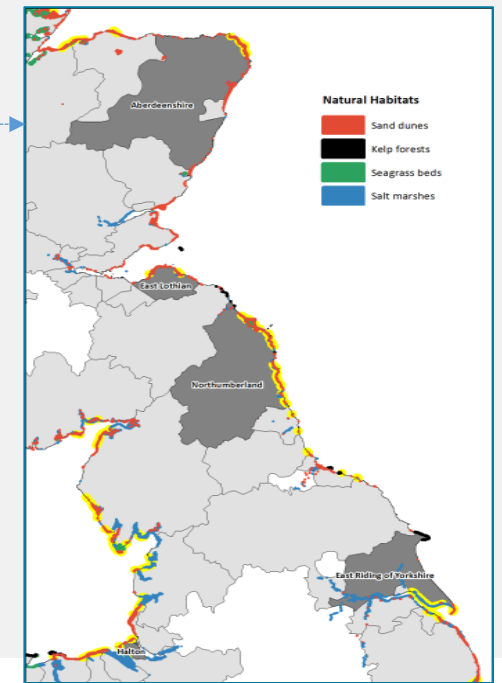 Aberdeenshire
Natural Habitats
Sand dunes
Kelp forests
Seagrass beds
Salt marshes
East Lothian
Northumberland
East Riding of Yorkshire
Halton